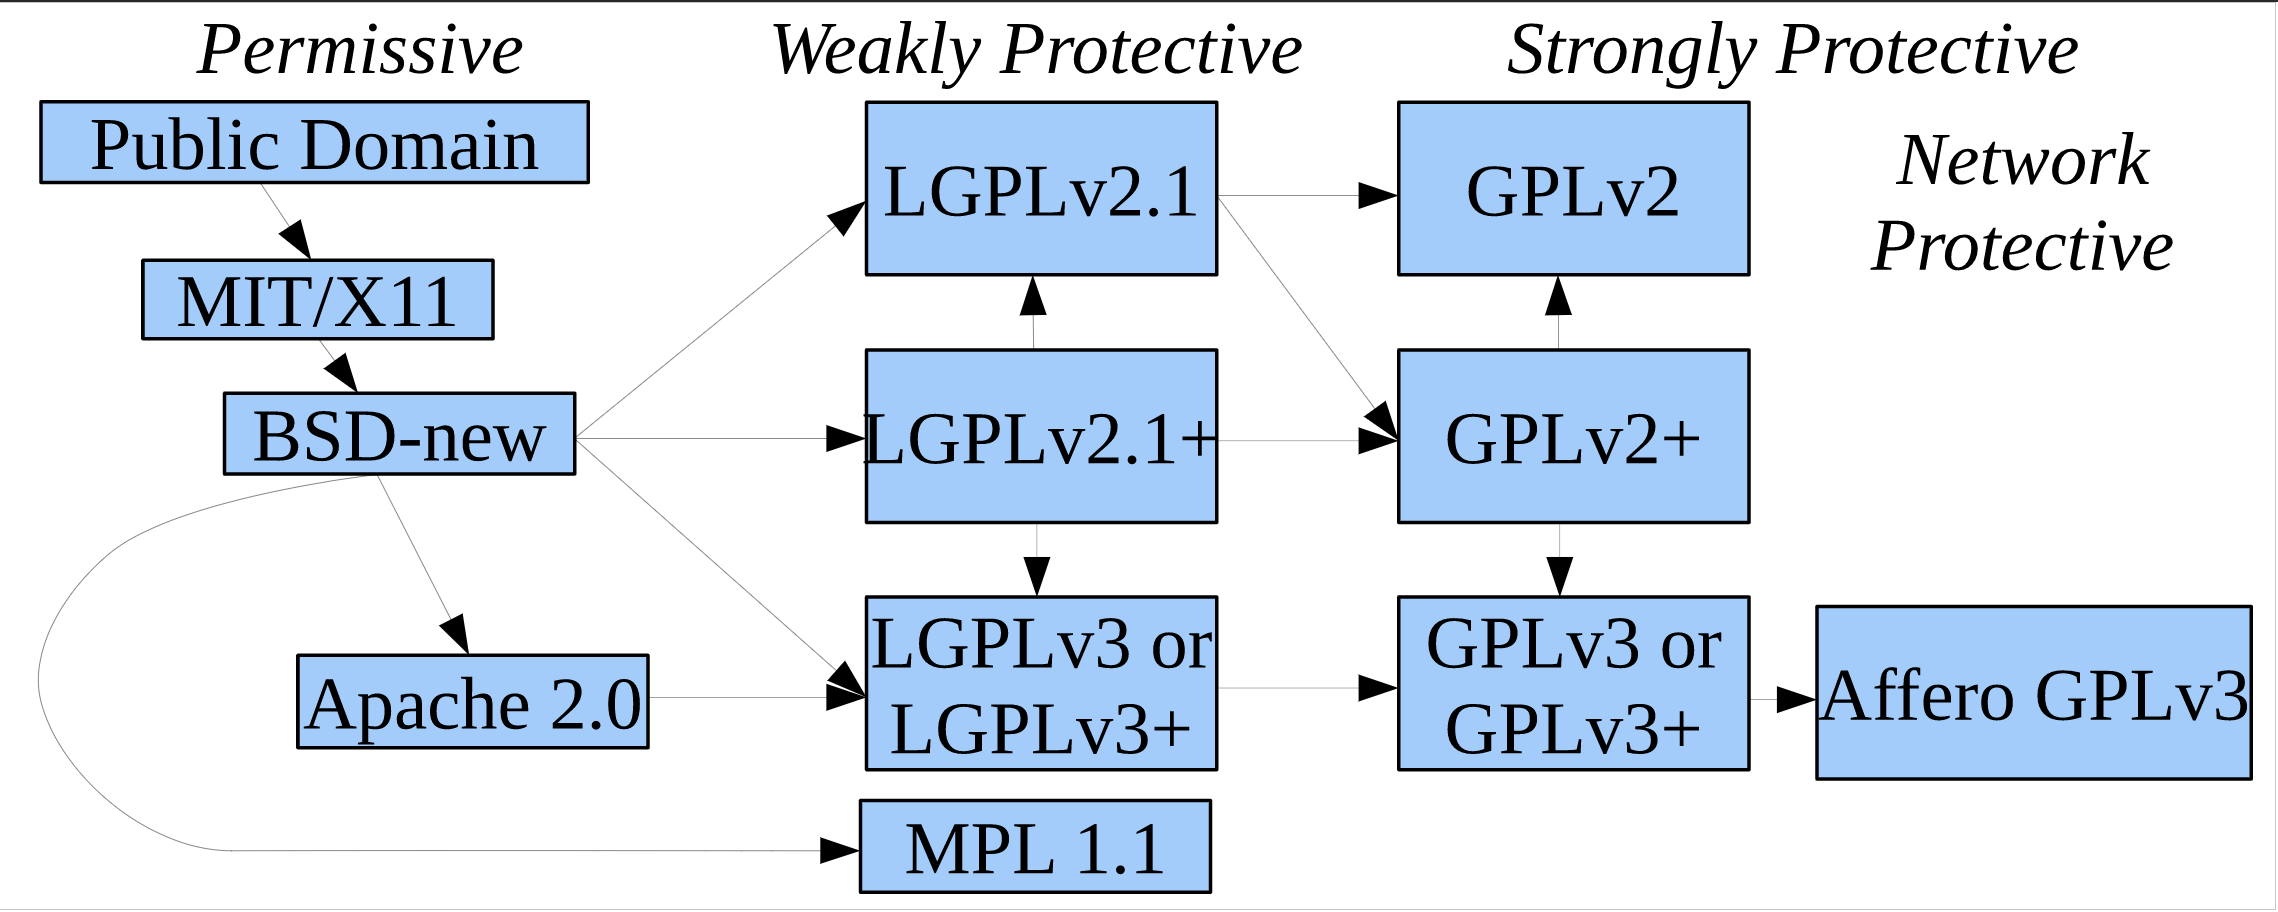 Permissive
Weakly Protective
Strongly Protective
Network
Protective
Public Domain
MIT/X11
BSD-new
Apache 2.0
LGPLv2.1
LGPLv2.1+
LGPLv3 or
LGPLv3+
MPL 1.1
GPLv2
GPLv2+
GPLv3 or
GPLv3+
Affero GPLv3